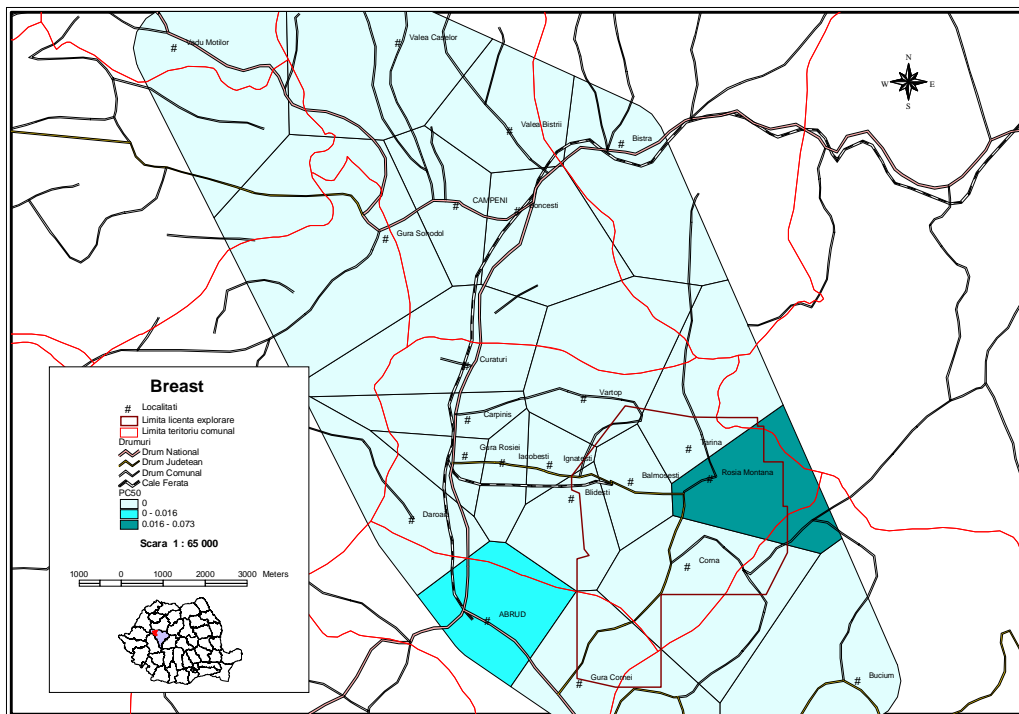 Vadu Motilor
Valea Caselor
N
W E
S
Valea Bistrii
Bistra
CAMPENI
Boncesti
Gura Sohodol
Curaturi
Vartop
Carpinis
Tarina
Gura Rosiei
Iacobesti
Ignatesti
Rosia Montana
Balmosesti
Blidesti
Daroaia
Corna
ABRUD
Gura Cornei
Bucium
Breast
# Localitati
Limita licenta explorare
Limita teritoriu comunal
Drumuri
Drum National
Drum Judetean
Drum Comunal
Cale Ferata
PC50
0
0 - 0.016
0.016 - 0.073
Scara 1 : 65 000
1000 0 1000 2000 3000 Meters